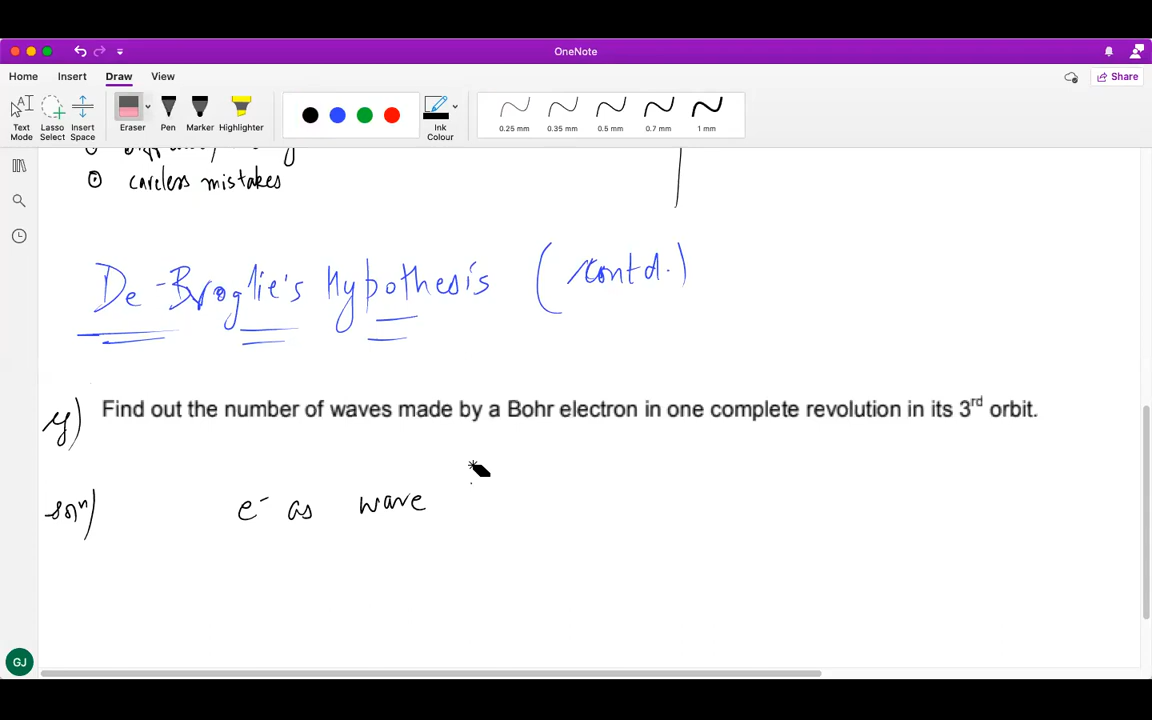 OneNote
Home Insert Draw View
Share
Text Mode
Lasso Select
Insert Space
Eraser
Pen
Marker
Highlighter
Ink Colour
0.25 mm
0.35 mm
0.5 mm
0.7 mm
1 mm
careless mistakes
De-Broglie's Hypothesis (contd.)
Find out the number of waves made by a Bohr electron in one complete revolution in its 3rd orbit.
soln) e⁻ as wave
GJ